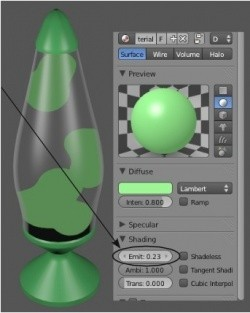 terial F D
Surface Wire Volume Halo
Preview
Diffuse
Lambert
Inten: 0.800 Ramp
Specular
Shading
Emit: 0.23 Shadeless
Ambi: 1.000 Tangent Shadi
Trans: 0.000 Cubic Interpol